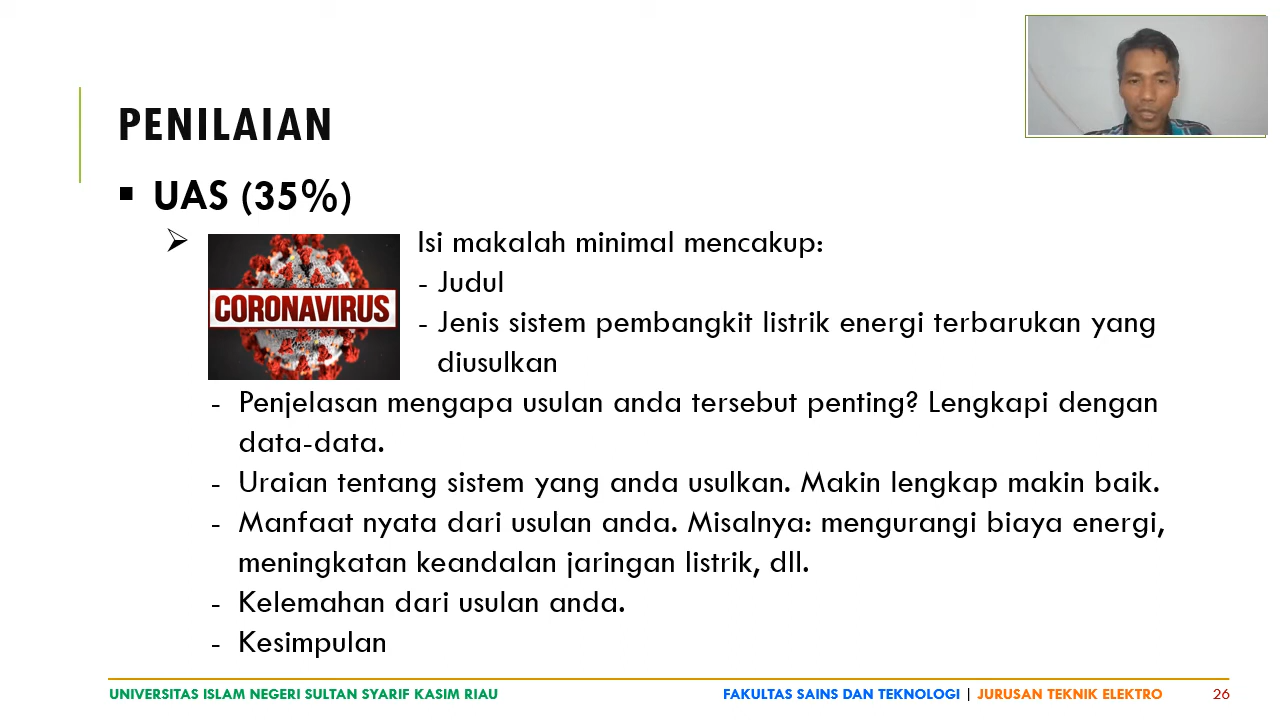 PENILAIAN
▪ UAS (35%)
➢ Isi makalah minimal mencakup:
CORONAVIRUS
- Judul
- Jenis sistem pembangkit listrik energi terbarukan yang
diusulkan
- Penjelasan mengapa usulan anda tersebut penting? Lengkapi dengan
data-data.
- Uraian tentang sistem yang anda usulkan. Makin lengkap makin baik.
- Manfaat nyata dari usulan anda. Misalnya: mengurangi biaya energi,
meningkatan keandalan jaringan listrik, dll.
- Kelemahan dari usulan anda.
- Kesimpulan
UNIVERSITAS ISLAM NEGERI SULTAN SYARIF KASIM RIAU FAKULTAS SAINS DAN TEKNOLOGI | JURUSAN TEKNIK ELEKTRO 26